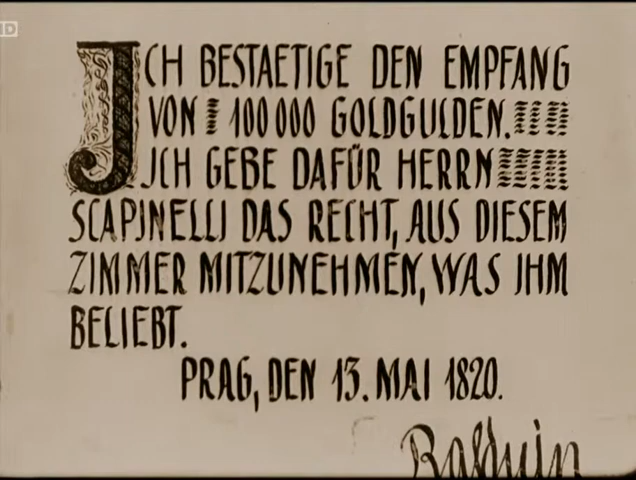 D
JCH BESTAETIGE DEN EMPFANG
VON 100 000 GOLDGULDEN.
JCH GEBE DAFÜR HERRN
SCAPJNELLJ DAS RECHT, AUS DIESEM
ZIMMER MITZUNEHMEN, WAS JHM
BELIEBT.
PRAG, DEN 13. MAI 1820.
Balduin